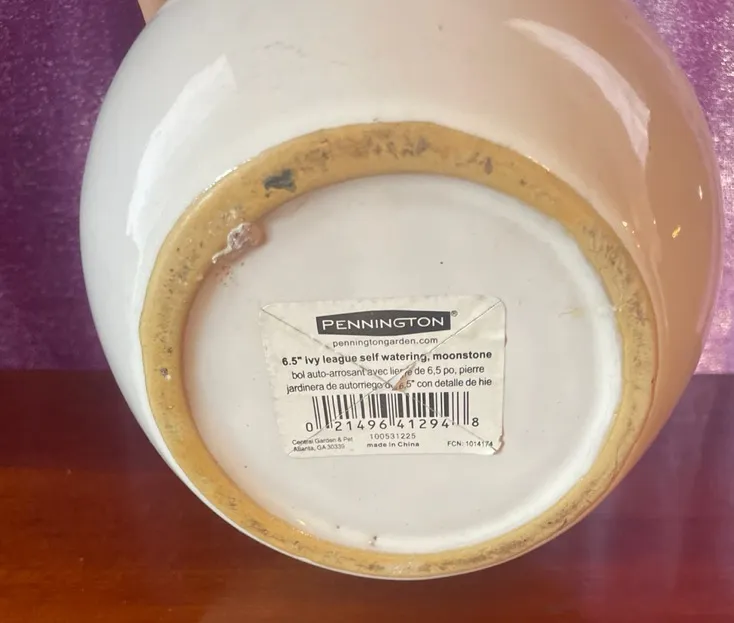 PENNINGTON®
penningtongarden.com
6.5" ivy league self watering, moonstone
bol auto-arrosant avec lierre de 6,5 po, pierre
jardinera de autorriego de 6.5" con detalle de hie
0 21496 41294 8
100531225
Central Garden & Pet
Atlanta, GA 30339
made in China
FCN: 1014174